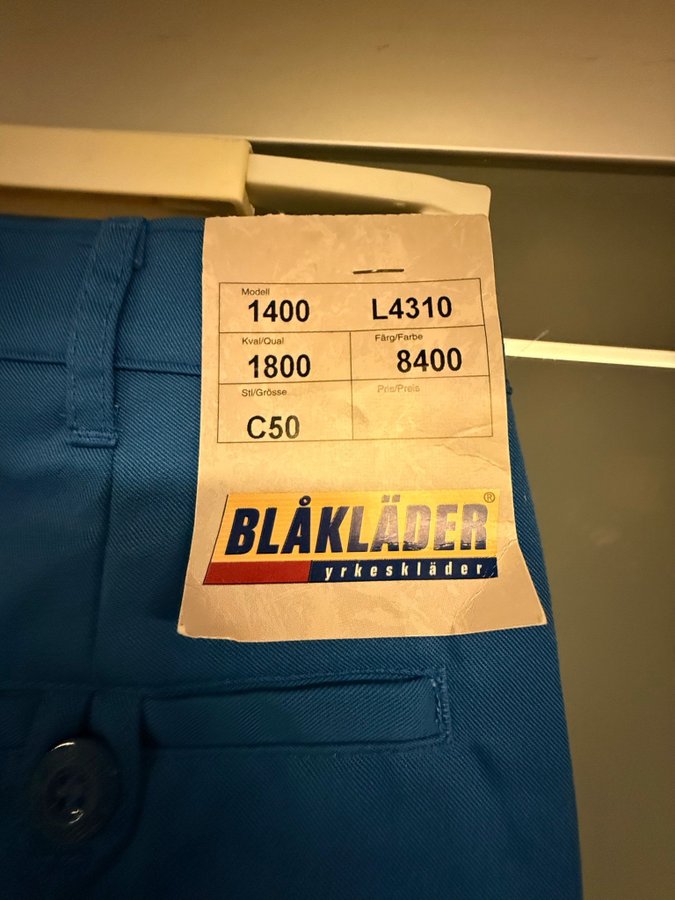 Modell
1400 L4310
Kval/Qual Färg/Farbe
1800 8400
Stl/Grösse Pris/Preis
C50
BLÅKLÄDER®
yrkeskläder